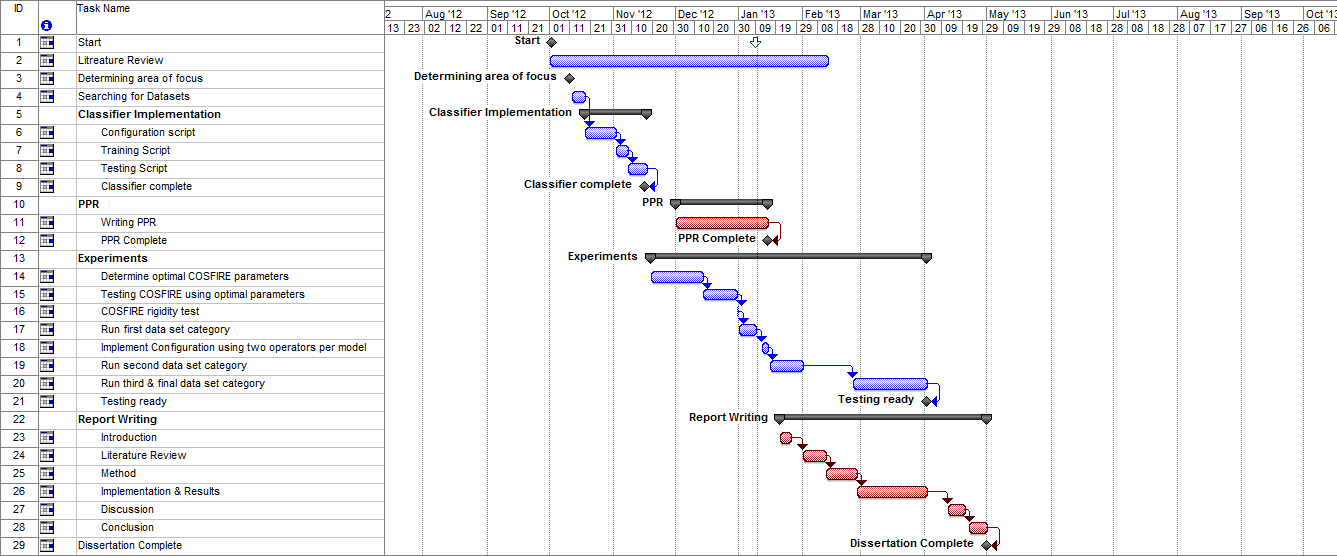 ID Task Name 2 Aug '12 Sep '12 Oct '12 Nov '12 Dec '12 Jan '13 Feb '13 Mar '13 Apr '13 May '13 Jun '13 Jul '13 Aug '13 Sep '13 Oct '1
13 23 02 12 22 01 11 21 01 11 21 31 10 20 30 10 20 30 09 19 29 08 18 28 10 20 30 09 19 29 09 19 29 08 18 28 08 18 28 07 17 27 06 16 26 06
1 Start Start
2 Litreature Review
3 Determining area of focus Determining area of focus
4 Searching for Datasets
5 Classifier Implementation Classifier Implementation
6 Configuration script
7 Training Script
8 Testing Script
9 Classifier complete Classifier complete
10 PPR PPR
11 Writing PPR
12 PPR Complete PPR Complete
13 Experiments Experiments
14 Determine optimal COSFIRE parameters
15 Testing COSFIRE using optimal parameters
16 COSFIRE rigidity test
17 Run first data set category
18 Implement Configuration using two operators per model
19 Run second data set category
20 Run third & final data set category
21 Testing ready Testing ready
22 Report Writing Report Writing
23 Introduction
24 Literature Review
25 Method
26 Implementation & Results
27 Discussion
28 Conclusion
29 Dissertation Complete Dissertation Complete